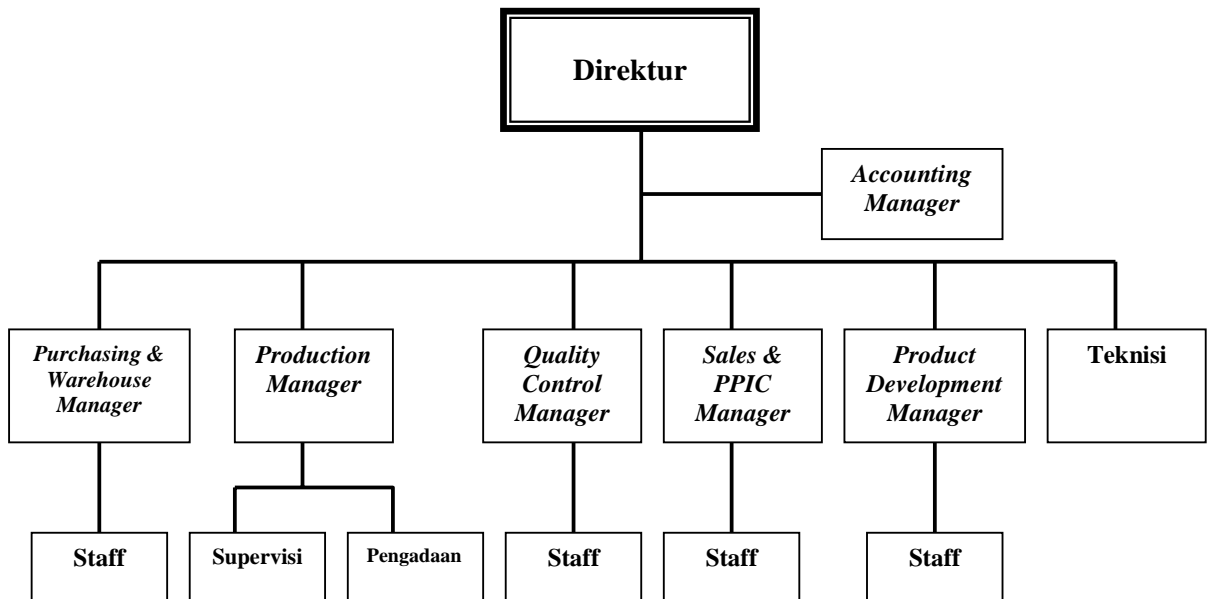 Direktur
Accounting
Manager
Purchasing &
Warehouse
Manager
Production
Manager
Quality
Control
Manager
Sales &
PPIC
Manager
Product
Development
Manager
Teknisi
Staff
Supervisi
Pengadaan
Staff
Staff
Staff